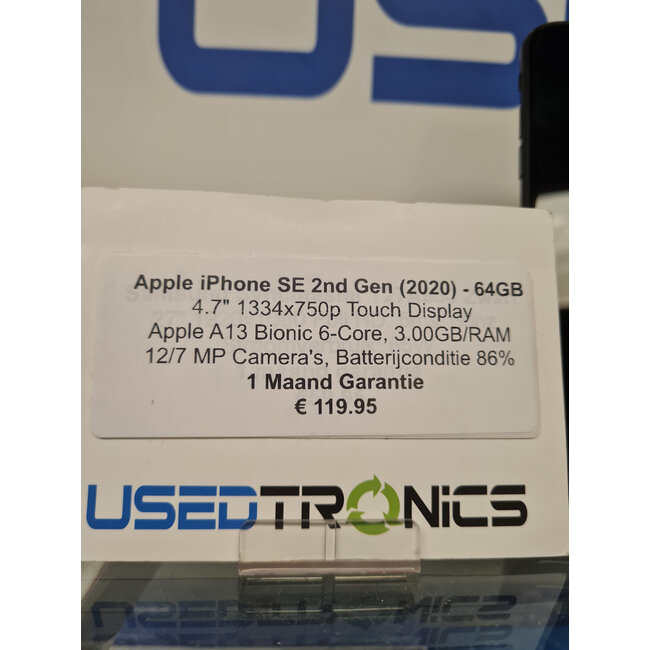 US
Apple iPhone SE 2nd Gen (2020) - 64GB
4.7" 1334x750p Touch Display
Apple A13 Bionic 6-Core, 3.00GB/RAM
12/7 MP Camera's, Batterijconditie 86%
1 Maand Garantie
€ 119.95
USEDTRONiCS